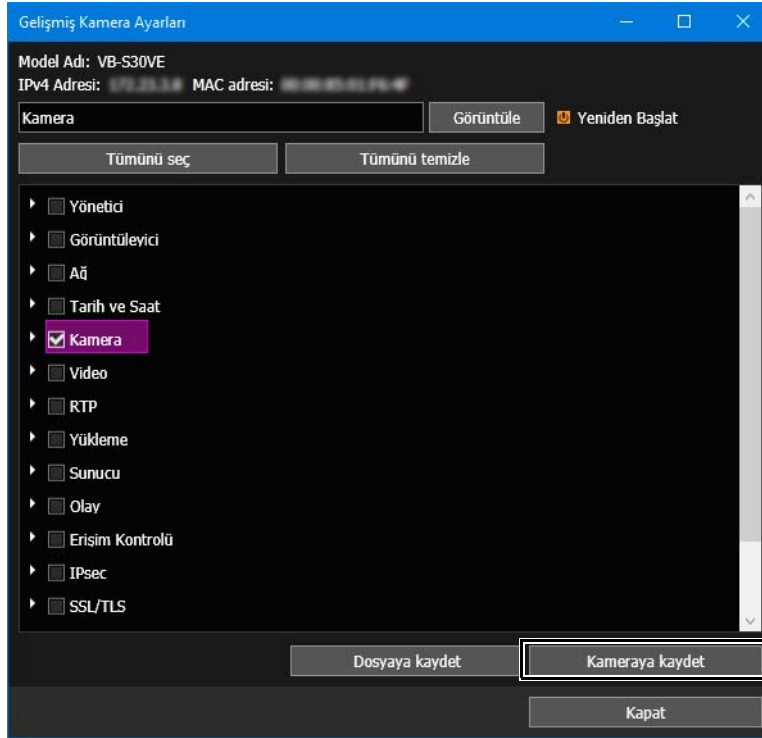 Gelişmiş Kamera Ayarları
Model Adı: VB-S30VE
IPv4 Adresi: MAC adresi:
Kamera Görüntüle Yeniden Başlat
Tümünü seç Tümünü temizle
Yönetici
Görüntüleyici
Ağ
Tarih ve Saat
Kamera
Video
RTP
Yükleme
Sunucu
Olay
Erişim Kontrolü
IPsec
SSL/TLS
Dosyaya kaydet Kameraya kaydet
Kapat